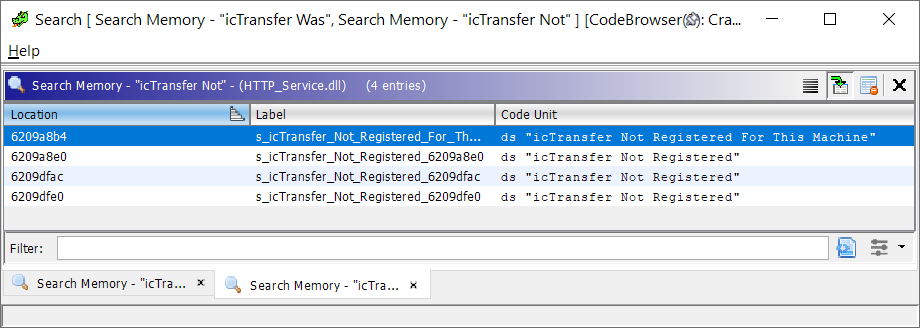 Search [ Search Memory - "icTransfer Was", Search Memory - "icTransfer Not" ] [CodeBrowser( ): Cra...
Help
Search Memory - "icTransfer Not" - (HTTP_Service.dll) (4 entries)
Location Label Code Unit
6209a8b4 s_icTransfer_Not_Registered_For_Th... ds "icTransfer Not Registered For This Machine"
6209a8e0 s_icTransfer_Not_Registered_6209a8e0 ds "icTransfer Not Registered"
6209dfac s_icTransfer_Not_Registered_6209dfac ds "icTransfer Not Registered"
6209dfe0 s_icTransfer_Not_Registered_6209dfe0 ds "icTransfer Not Registered"
Filter:
Search Memory - "icTra... Search Memory - "icTra...